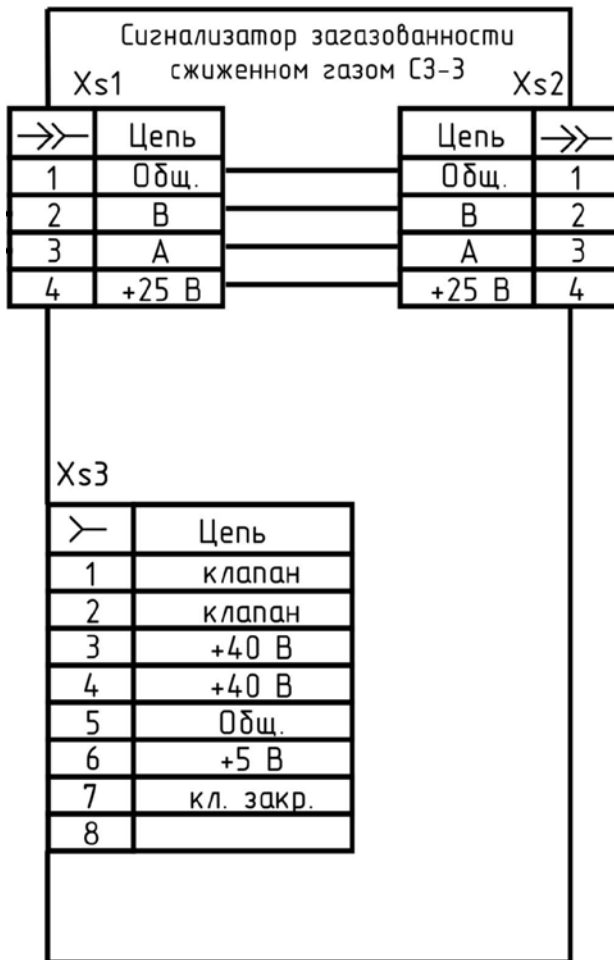 Сигнализатор загазованности
сжиженном газом СЗ-3
Xs1 Xs2
Цепь Цепь
1 Общ. Общ. 1
2 В В 2
3 А А 3
4 +25 В +25 В 4
Xs3
Цепь
1 клапан
2 клапан
3 +40 В
4 +40 В
5 Общ.
6 +5 В
7 кл. закр.
8